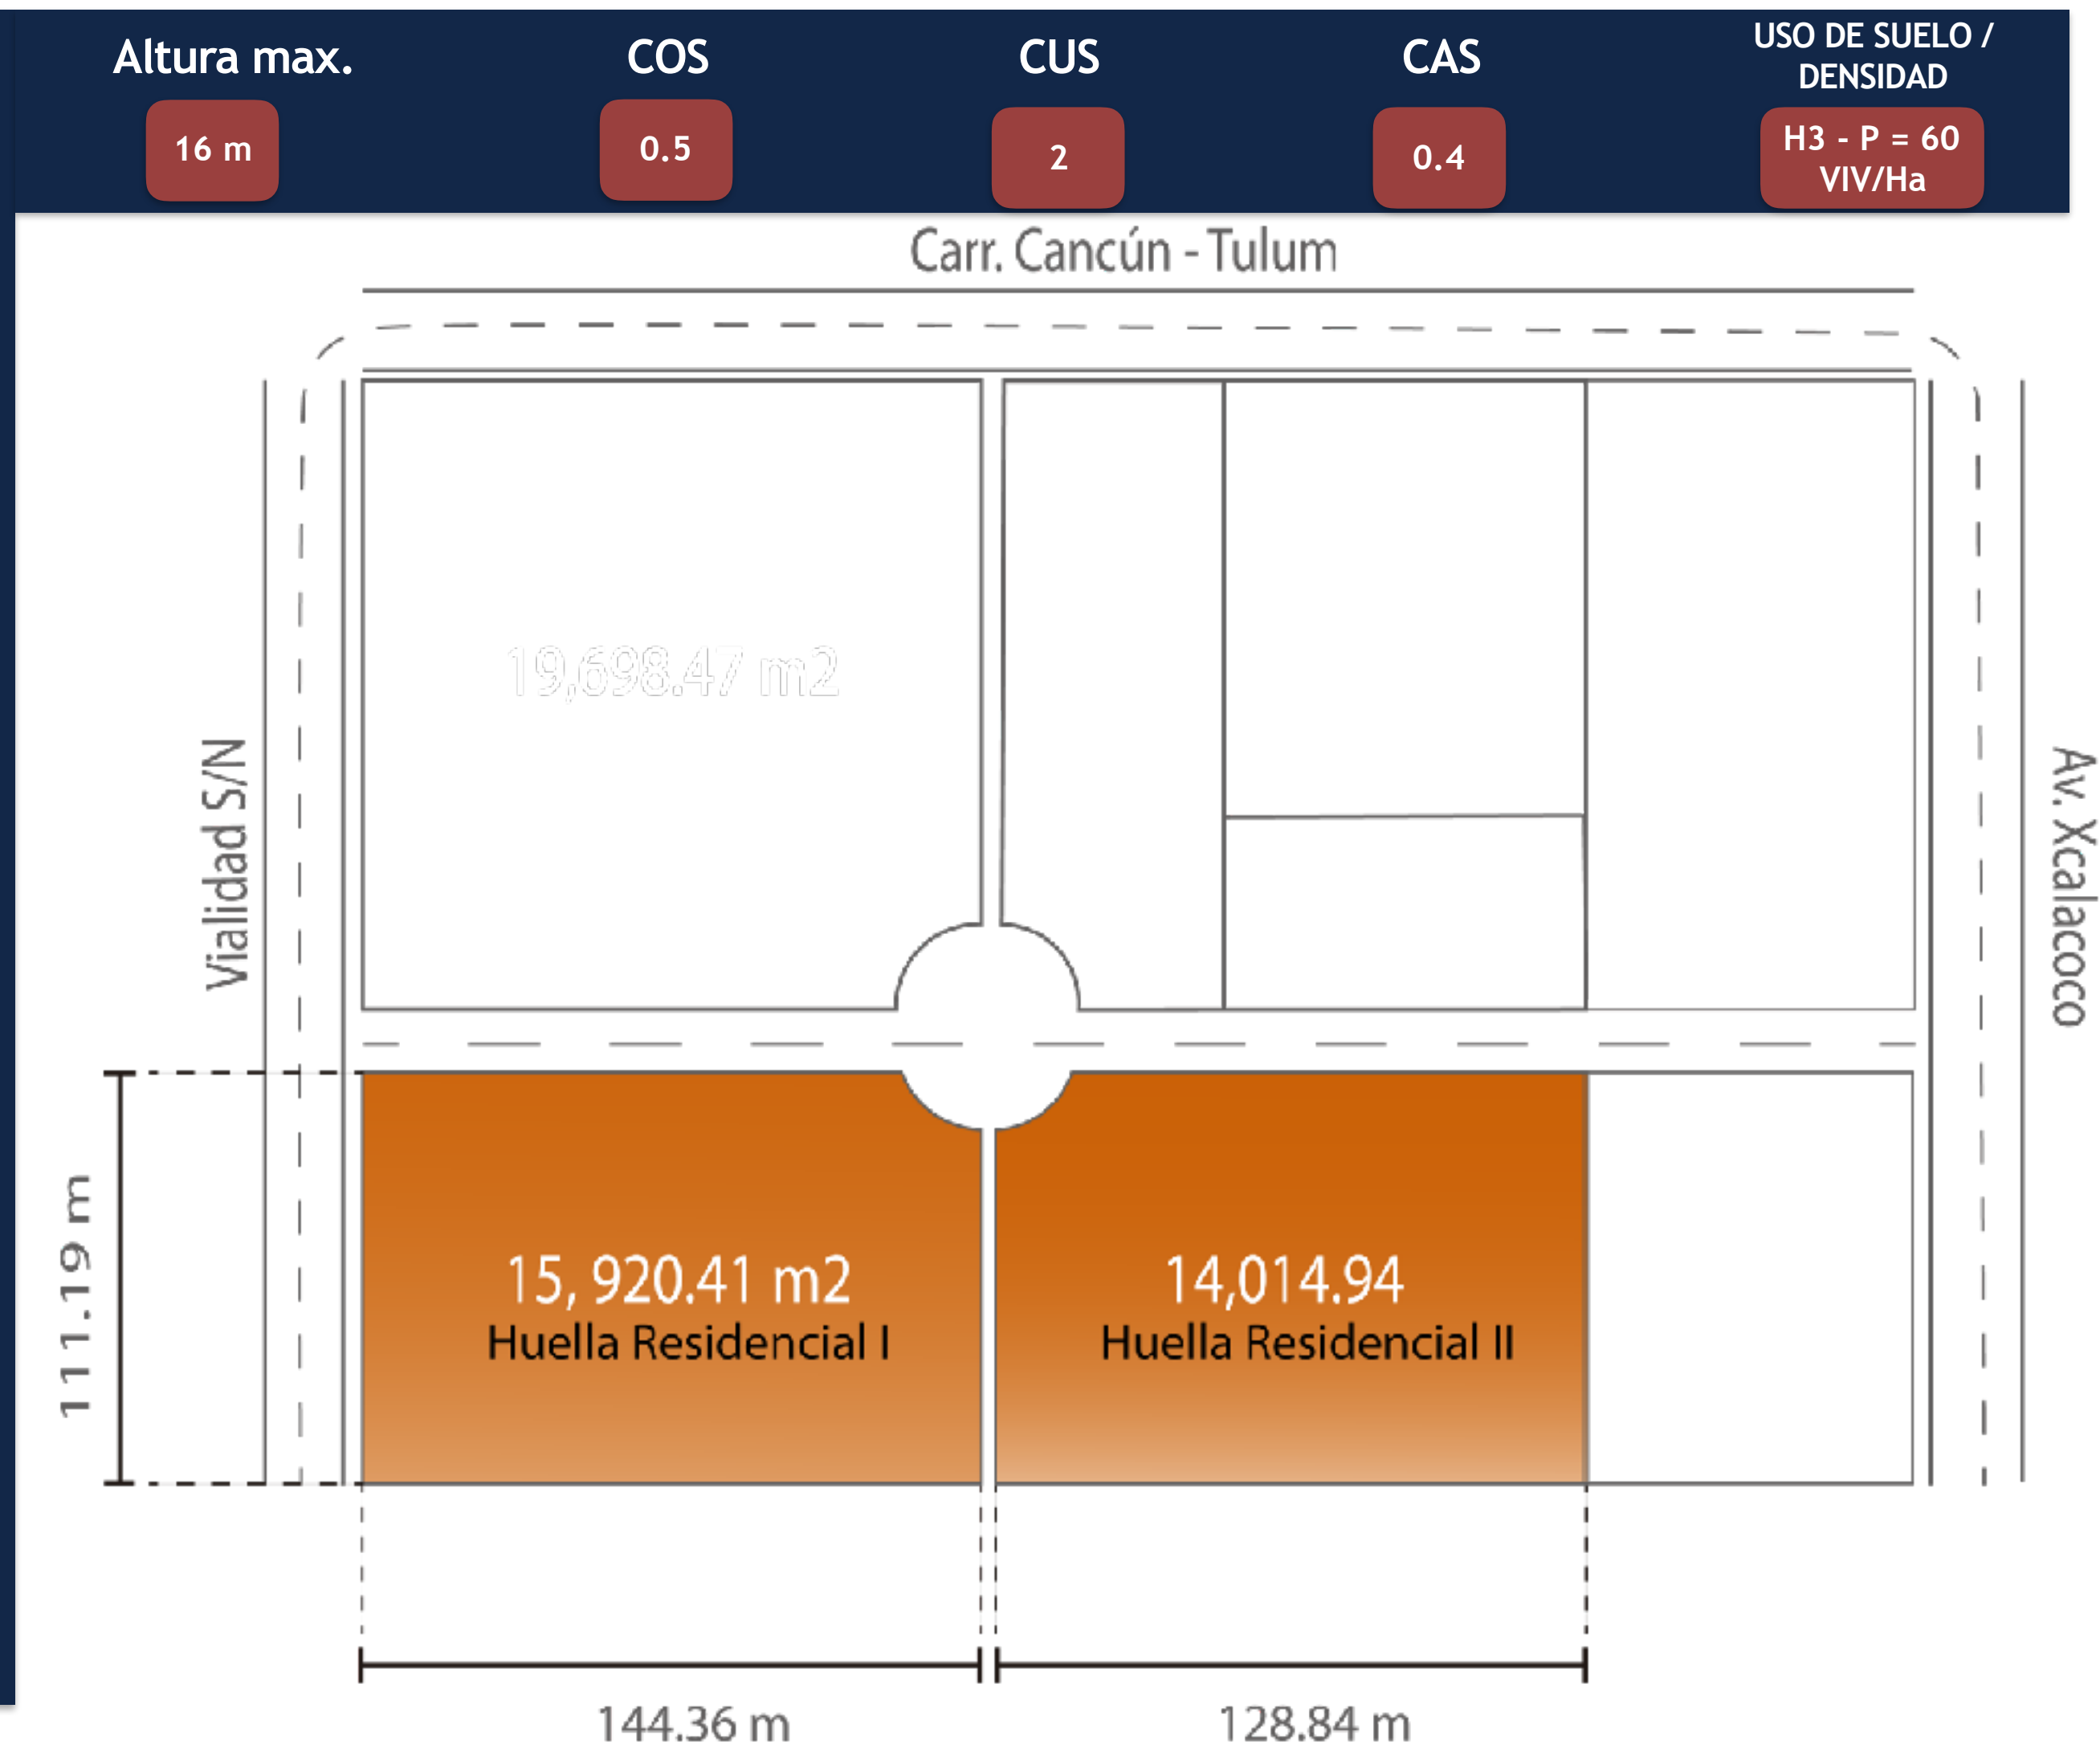 Altura max.
16 m
COS
0.5
CUS
2
CAS
0.4
USO DE SUELO /
DENSIDAD
H3 - P = 60
VIV/Ha
Carr. Cancún - Tulum
19,698.47 m2
Vialidad S/N
Av. Xcalacoco
111.19 m
15, 920.41 m2
Huella Residencial I
14,014.94
Huella Residencial II
144.36 m
128.84 m